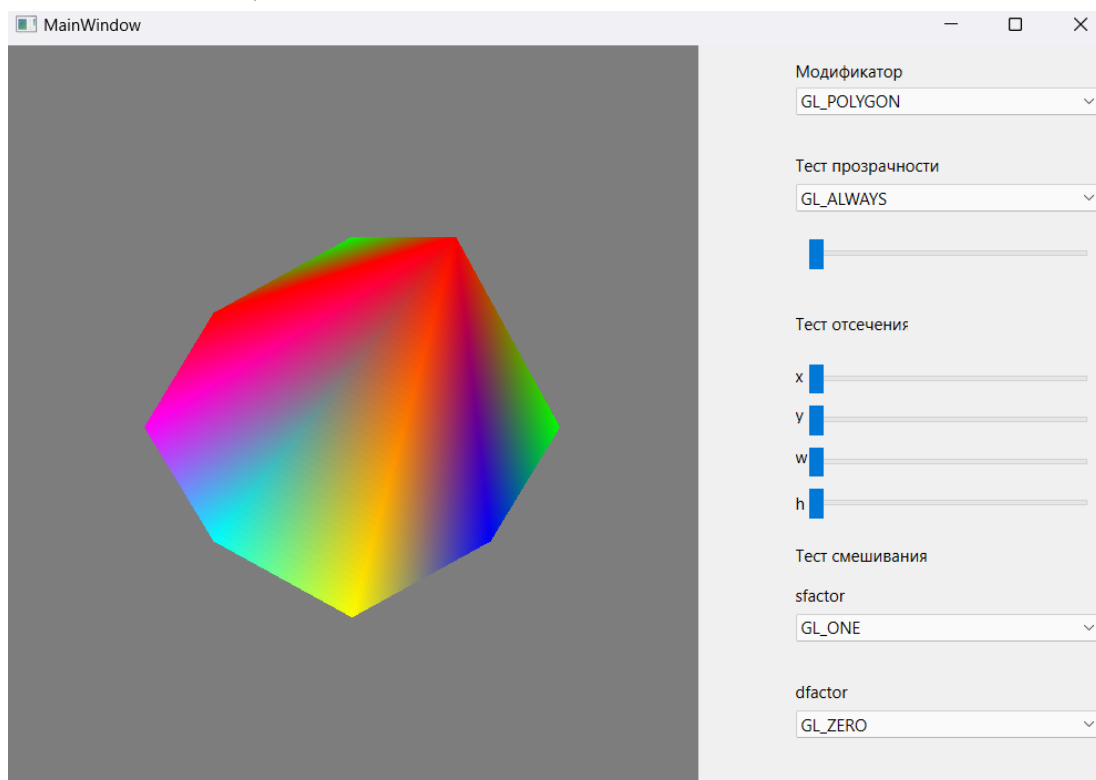 MainWindow
Модификатор
GL_POLYGON
Тест прозрачности
GL_ALWAYS
Тест отсечения
x
y
w
h
Тест смешивания
sfactor
GL_ONE
dfactor
GL_ZERO